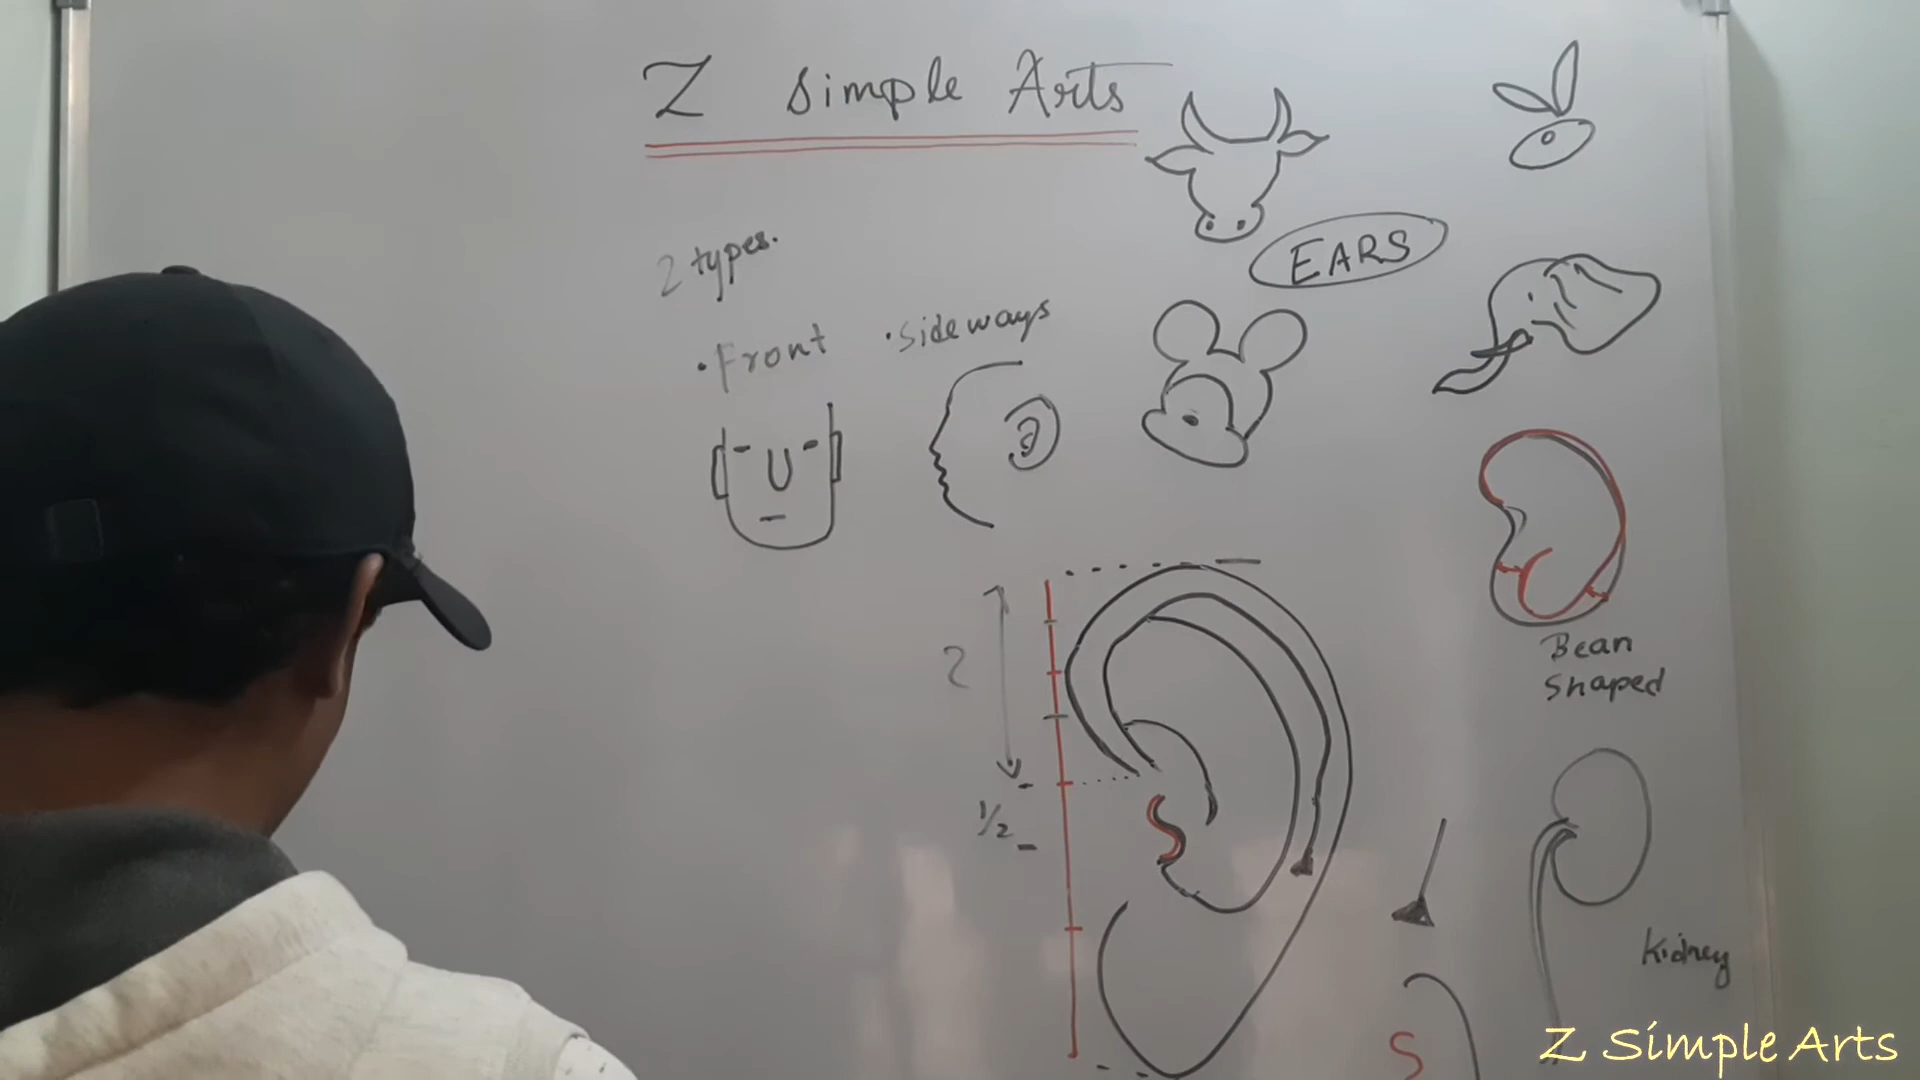 Z Simple Arts
EARS
2 types.
• Front • Sideways
2
1/2
Bean
Shaped
Kidney
S
Z Simple Arts